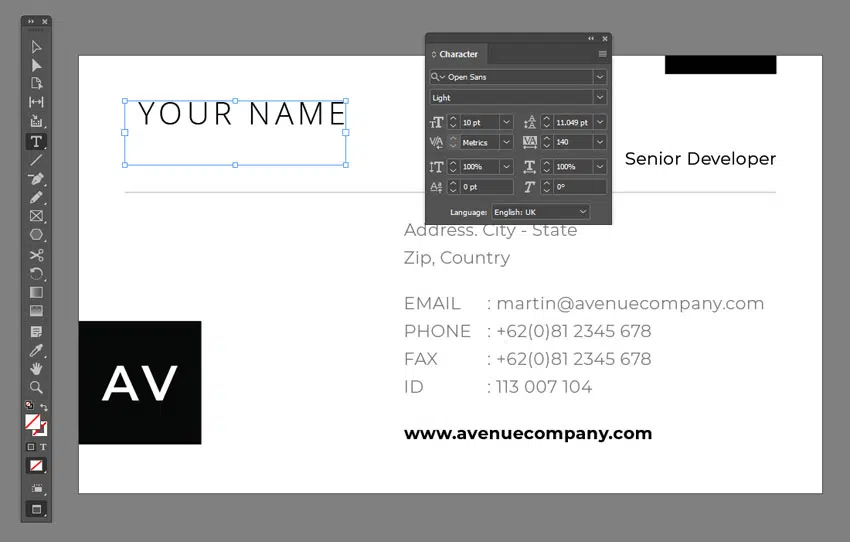 Character
Open Sans
Light
10 pt
11.049 pt
Metrics
140
100%
100%
0 pt
0°
Language: English: UK
YOUR NAME
Senior Developer
Address. City - State
Zip, Country
EMAIL : martin@avenuecompany.com
PHONE : +62(0)81 2345 678
FAX : +62(0)81 2345 678
ID : 113 007 104
AV
www.avenuecompany.com